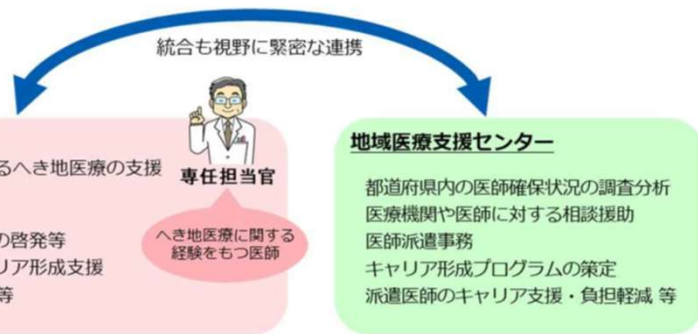 統合も視野に緊密な連携
るへき地医療の支援
専任担当官
の啓発等
リア形成支援
等
へき地医療に関する
経験をもつ医師
地域医療支援センター
都道府県内の医師確保状況の調査分析
医療機関や医師に対する相談援助
医師派遣事務
キャリア形成プログラムの策定
派遣医師のキャリア支援・負担軽減 等